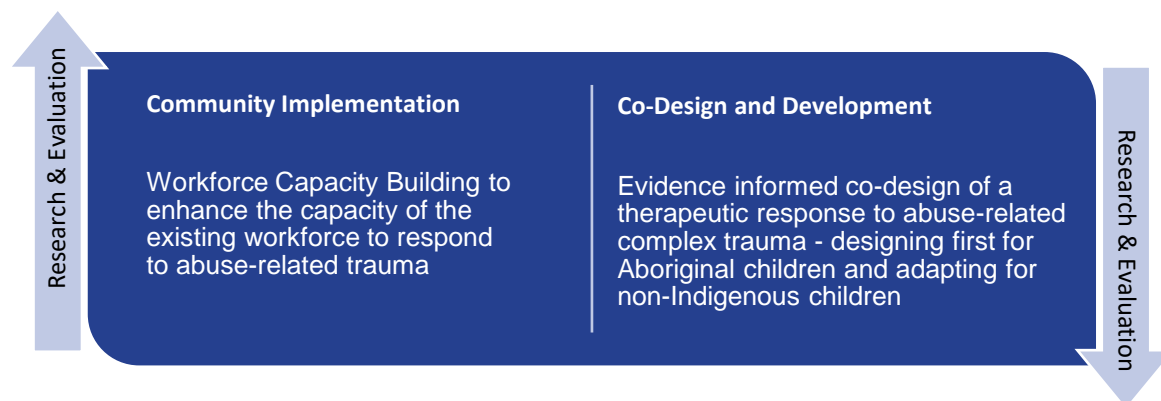 Research & Evaluation
Community Implementation
Workforce Capacity Building to
enhance the capacity of the
existing workforce to respond
to abuse-related trauma
Co-Design and Development
Evidence informed co-design of a
therapeutic response to abuse-related
complex trauma - designing first for
Aboriginal children and adapting for
non-Indigenous children
Research & Evaluation